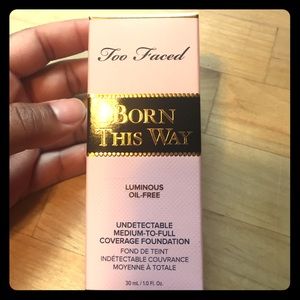 Too Faced
BORN
THIS WAY
LUMINOUS
OIL-FREE
UNDETECTABLE
MEDIUM-TO-FULL
COVERAGE FOUNDATION
FOND DE TEINT
INDÉTECTABLE COUVRANCE
MOYENNE À TOTALE
30 mL / 1.0 Fl. Oz.